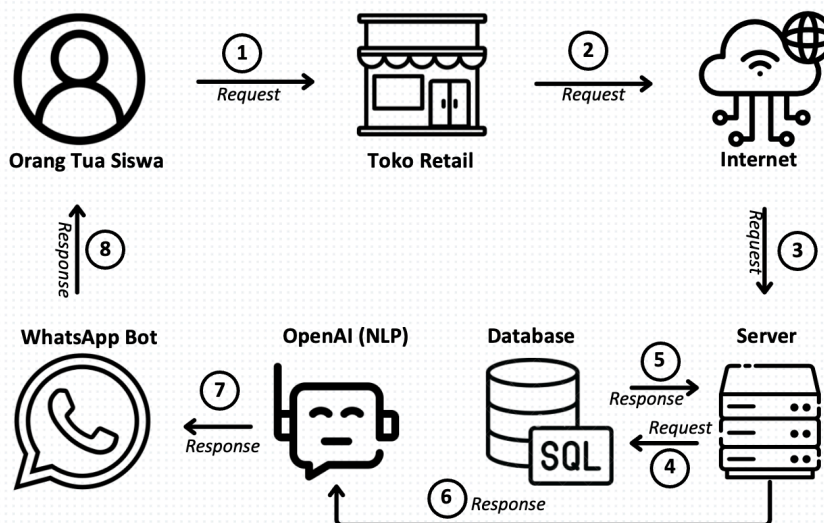 1
Request
2
Request
Orang Tua Siswa
Toko Retail
Internet
Response
8
Request
3
WhatsApp Bot
OpenAI (NLP)
Database
Server
7
Response
5
Response
Request
4
SQL
6
Response